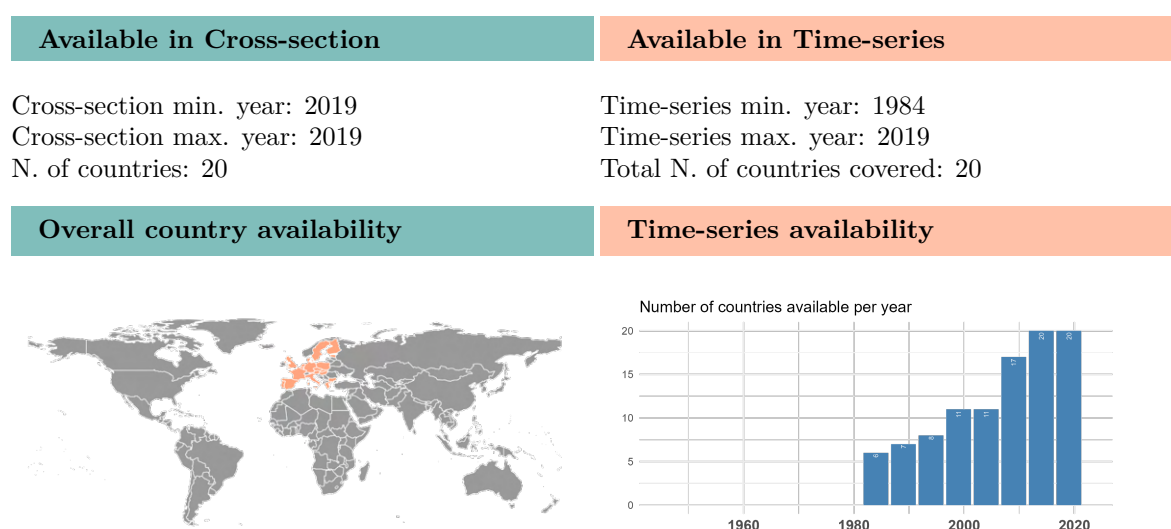 Available in Cross-section
Available in Time-series
Cross-section min. year: 2019
Cross-section max. year: 2019
N. of countries: 20
Time-series min. year: 1984
Time-series max. year: 2019
Total N. of countries covered: 20
Overall country availability
Time-series availability
Number of countries available per year
20
15
10
5
0
6
7
8
11
11
17
20
20
1960
1980
2000
2020